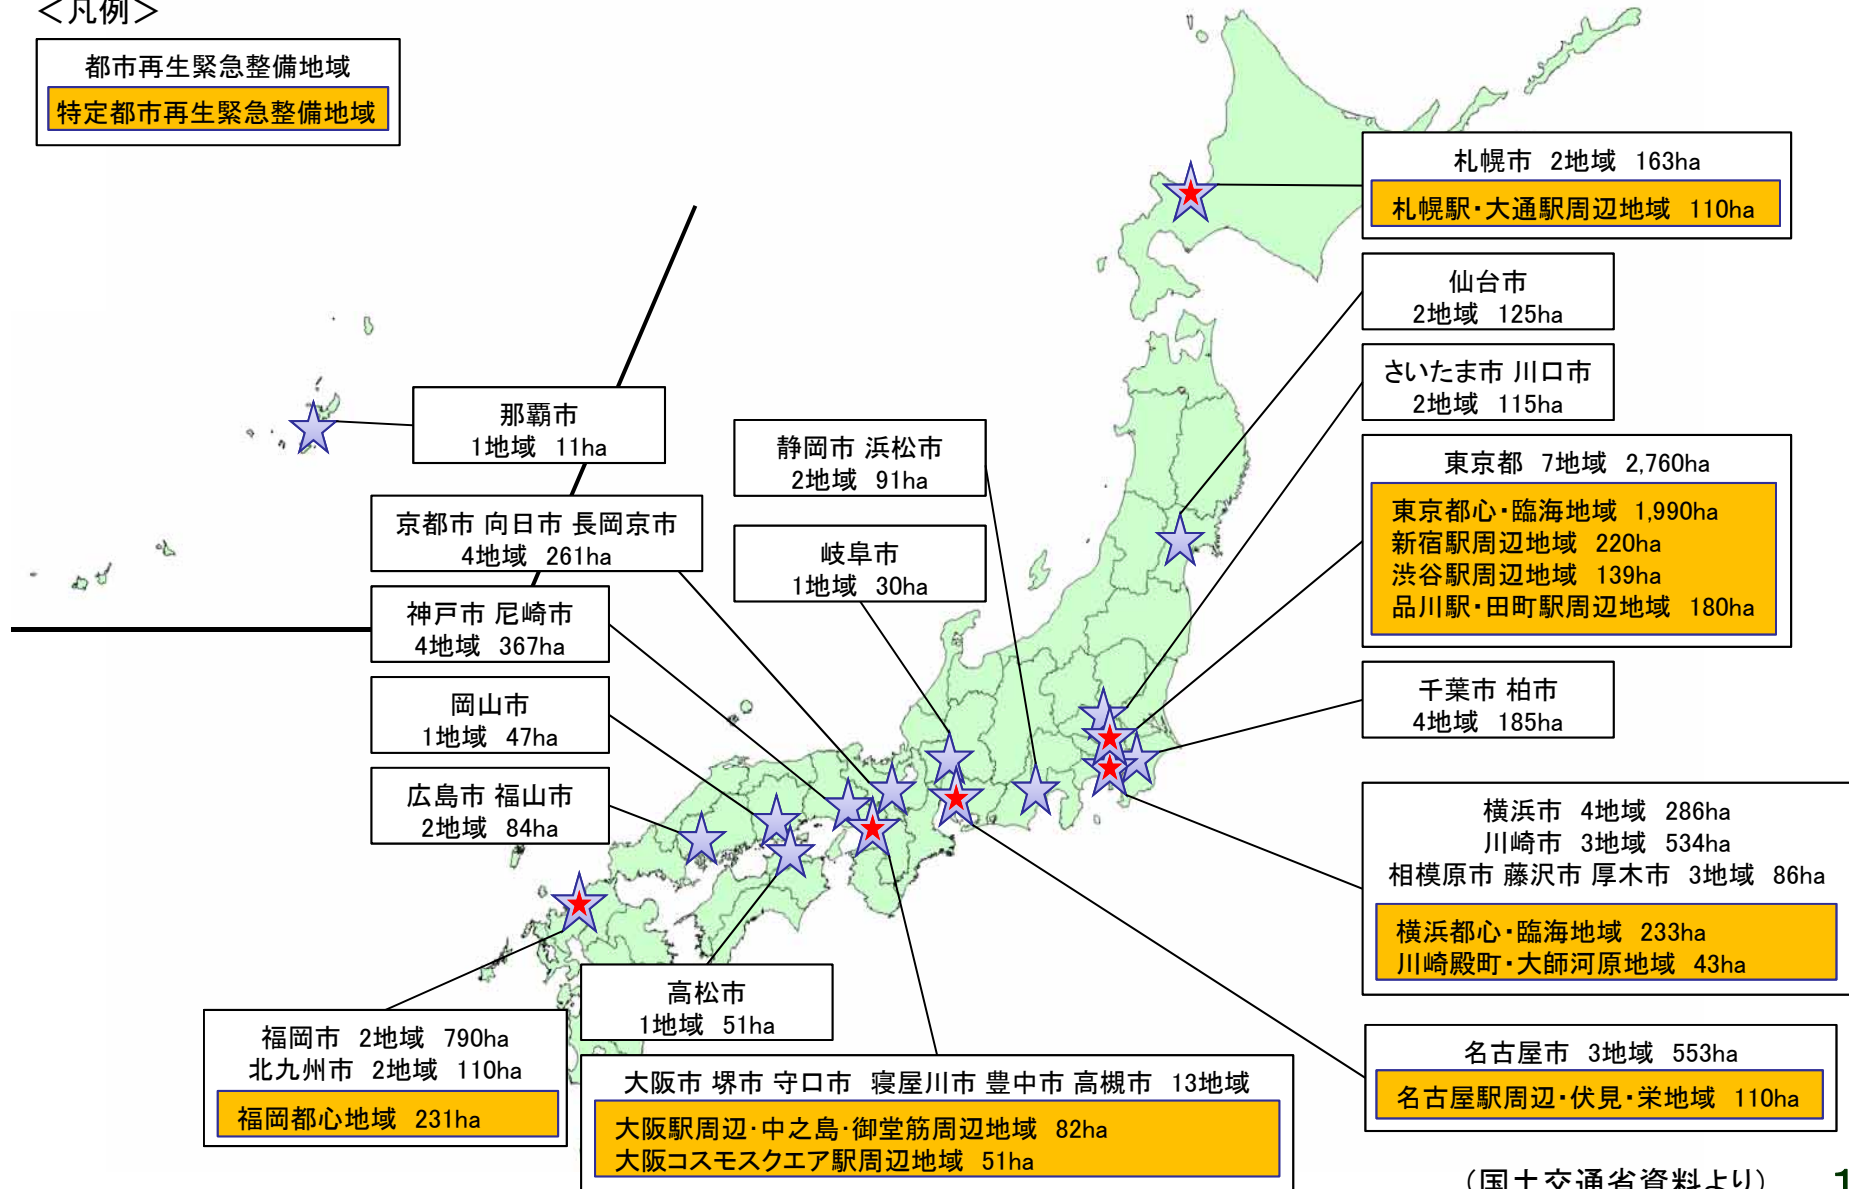 ＜凡例＞
都市再生緊急整備地域
特定都市再生緊急整備地域
札幌市 2地域 163ha
札幌駅・大通駅周辺地域 110ha
仙台市
2地域 125ha
さいたま市 川口市
2地域 115ha
東京都 7地域 2,760ha
東京都心・臨海地域 1,990ha
新宿駅周辺地域 220ha
渋谷駅周辺地域 139ha
品川駅・田町駅周辺地域 180ha
千葉市 柏市
4地域 185ha
横浜市 4地域 286ha
川崎市 3地域 534ha
相模原市 藤沢市 厚木市 3地域 86ha
横浜都心・臨海地域 233ha
川崎殿町・大師河原地域 43ha
名古屋市 3地域 553ha
名古屋駅周辺・伏見・栄地域 110ha
那覇市
1地域 11ha
静岡市 浜松市
2地域 91ha
京都市 向日市 長岡京市
4地域 261ha
岐阜市
1地域 30ha
神戸市 尼崎市
4地域 367ha
岡山市
1地域 47ha
広島市 福山市
2地域 84ha
高松市
1地域 51ha
福岡市 2地域 790ha
北九州市 2地域 110ha
福岡都心地域 231ha
大阪市 堺市 守口市 寝屋川市 豊中市 高槻市 13地域
大阪駅周辺・中之島・御堂筋周辺地域 82ha
大阪コスモスクエア駅周辺地域 51ha
（国土交通省資料より）
1